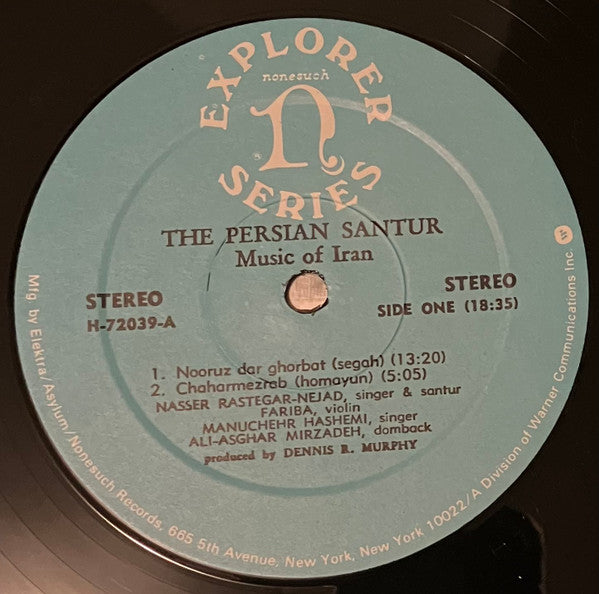 EXPLORER
nonesuch
n
®
SERIES
THE PERSIAN SANTUR
Music of Iran
STEREO
H-72039-A
STEREO
SIDE ONE (18:35)
1. Nooruz dar ghorbat (segah) (13:20)
2. Chaharmezrab (homayun) (5:05)
NASSER RASTEGAR-NEJAD, singer & santur
FARIBA, violin
MANUCHEHR HASHEMI, singer
ALI-ASGHAR MIRZADEH, domback
produced by DENNIS R. MURPHY
Mfg. by Elektra/Asylum/Nonesuch Records, 665 5th Avenue, New York, New York 10022/A Division of Warner Communications Inc.